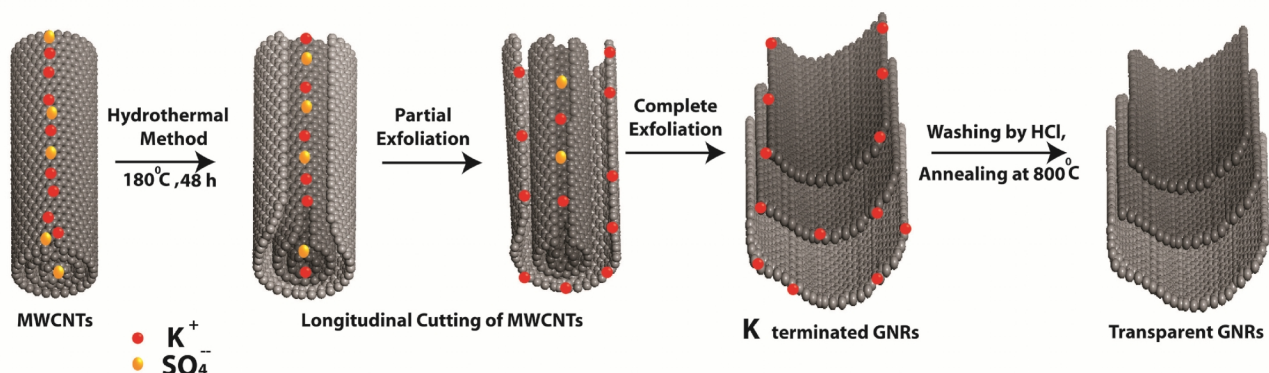 Hydrothermal
Method
180°C ,48 h
Partial
Exfoliation
Complete
Exfoliation
Washing by HCl,
Annealing at 800°C
MWCNTs
Longitudinal Cutting of MWCNTs
K terminated GNRs
Transparent GNRs
K+
SO4--